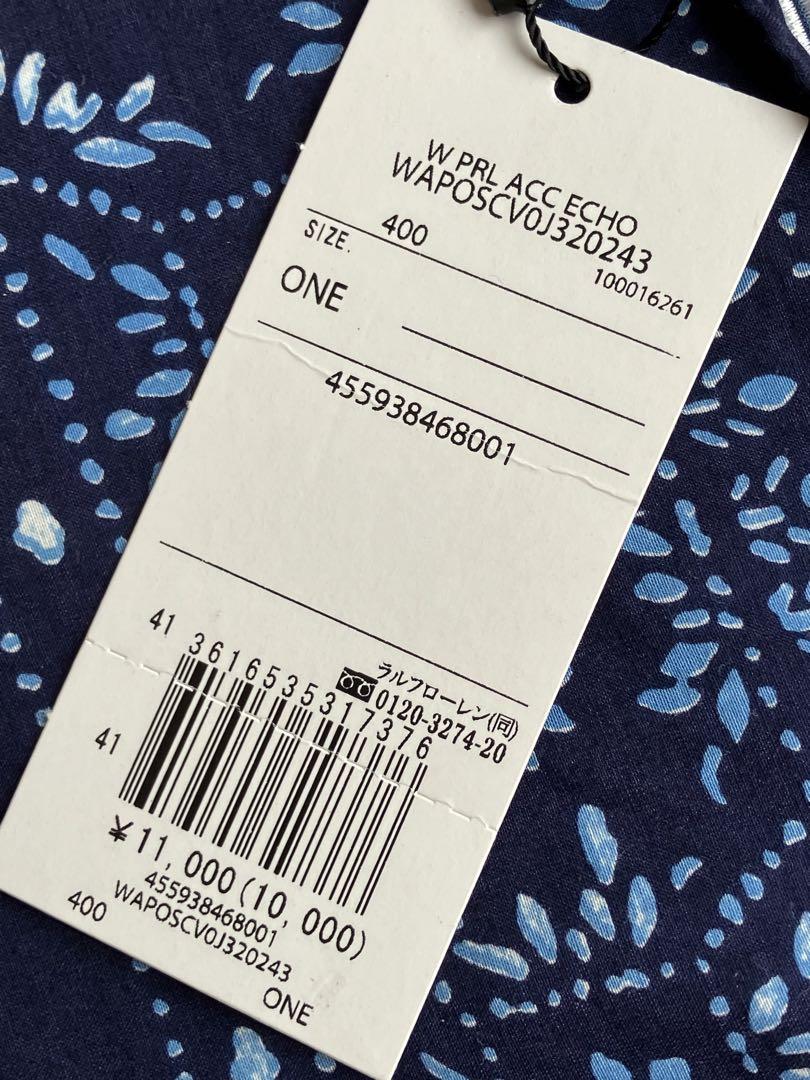 W PRL ACC ECHO
WAPOSCV0J320243
400
100016261
SIZE.
ONE
455938468001
41
3616535317376
ラルフローレン(同)
0120-3274-20
41
¥11,000(10,000)
455938468001
WAPOSCV0J320243
400
ONE